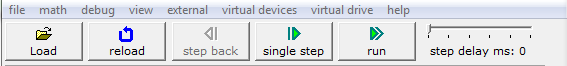 file math debug view external virtual devices virtual drive help
Load reload step back single step run step delay ms: 0